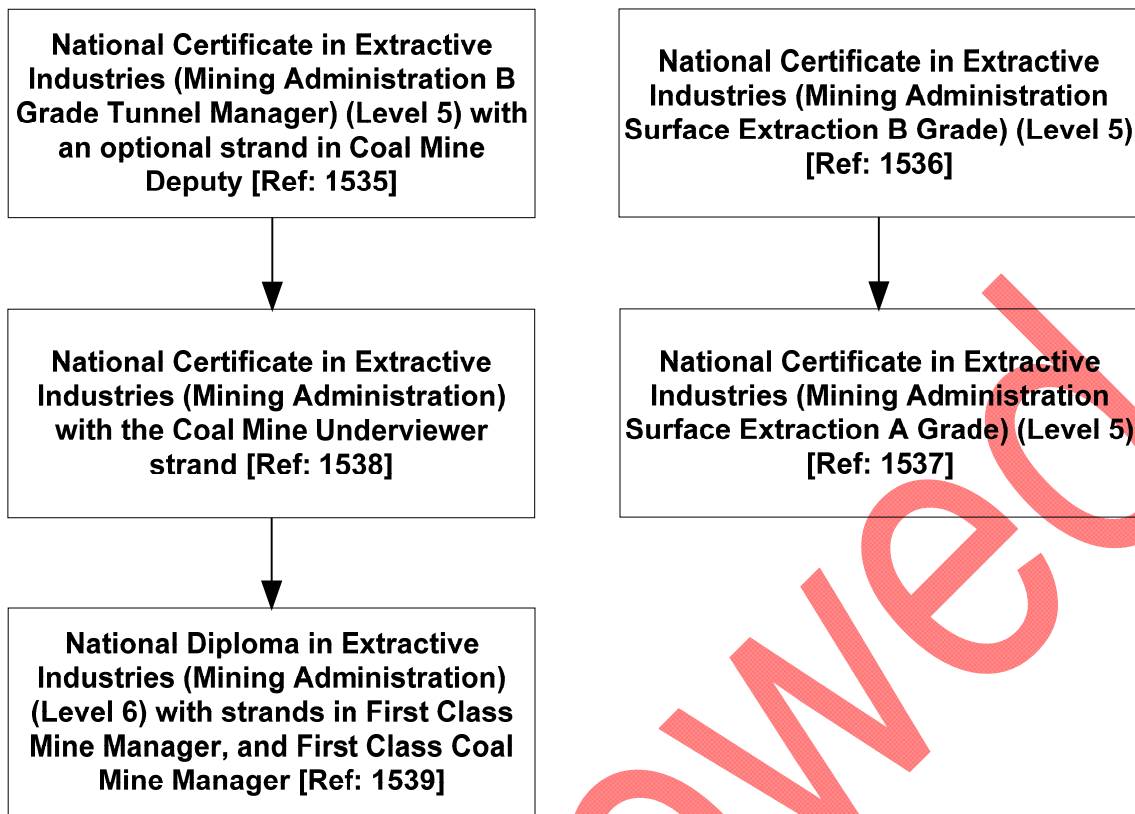 National Certificate in Extractive
Industries (Mining Administration B
Grade Tunnel Manager) (Level 5) with
an optional strand in Coal Mine
Deputy [Ref: 1535]
National Certificate in Extractive
Industries (Mining Administration)
with the Coal Mine Underviewer
strand [Ref: 1538]
National Diploma in Extractive
Industries (Mining Administration)
(Level 6) with strands in First Class
Mine Manager, and First Class Coal
Mine Manager [Ref: 1539]
National Certificate in Extractive
Industries (Mining Administration
Surface Extraction B Grade) (Level 5)
[Ref: 1536]
National Certificate in Extractive
Industries (Mining Administration
Surface Extraction A Grade) (Level 5)
[Ref: 1537]